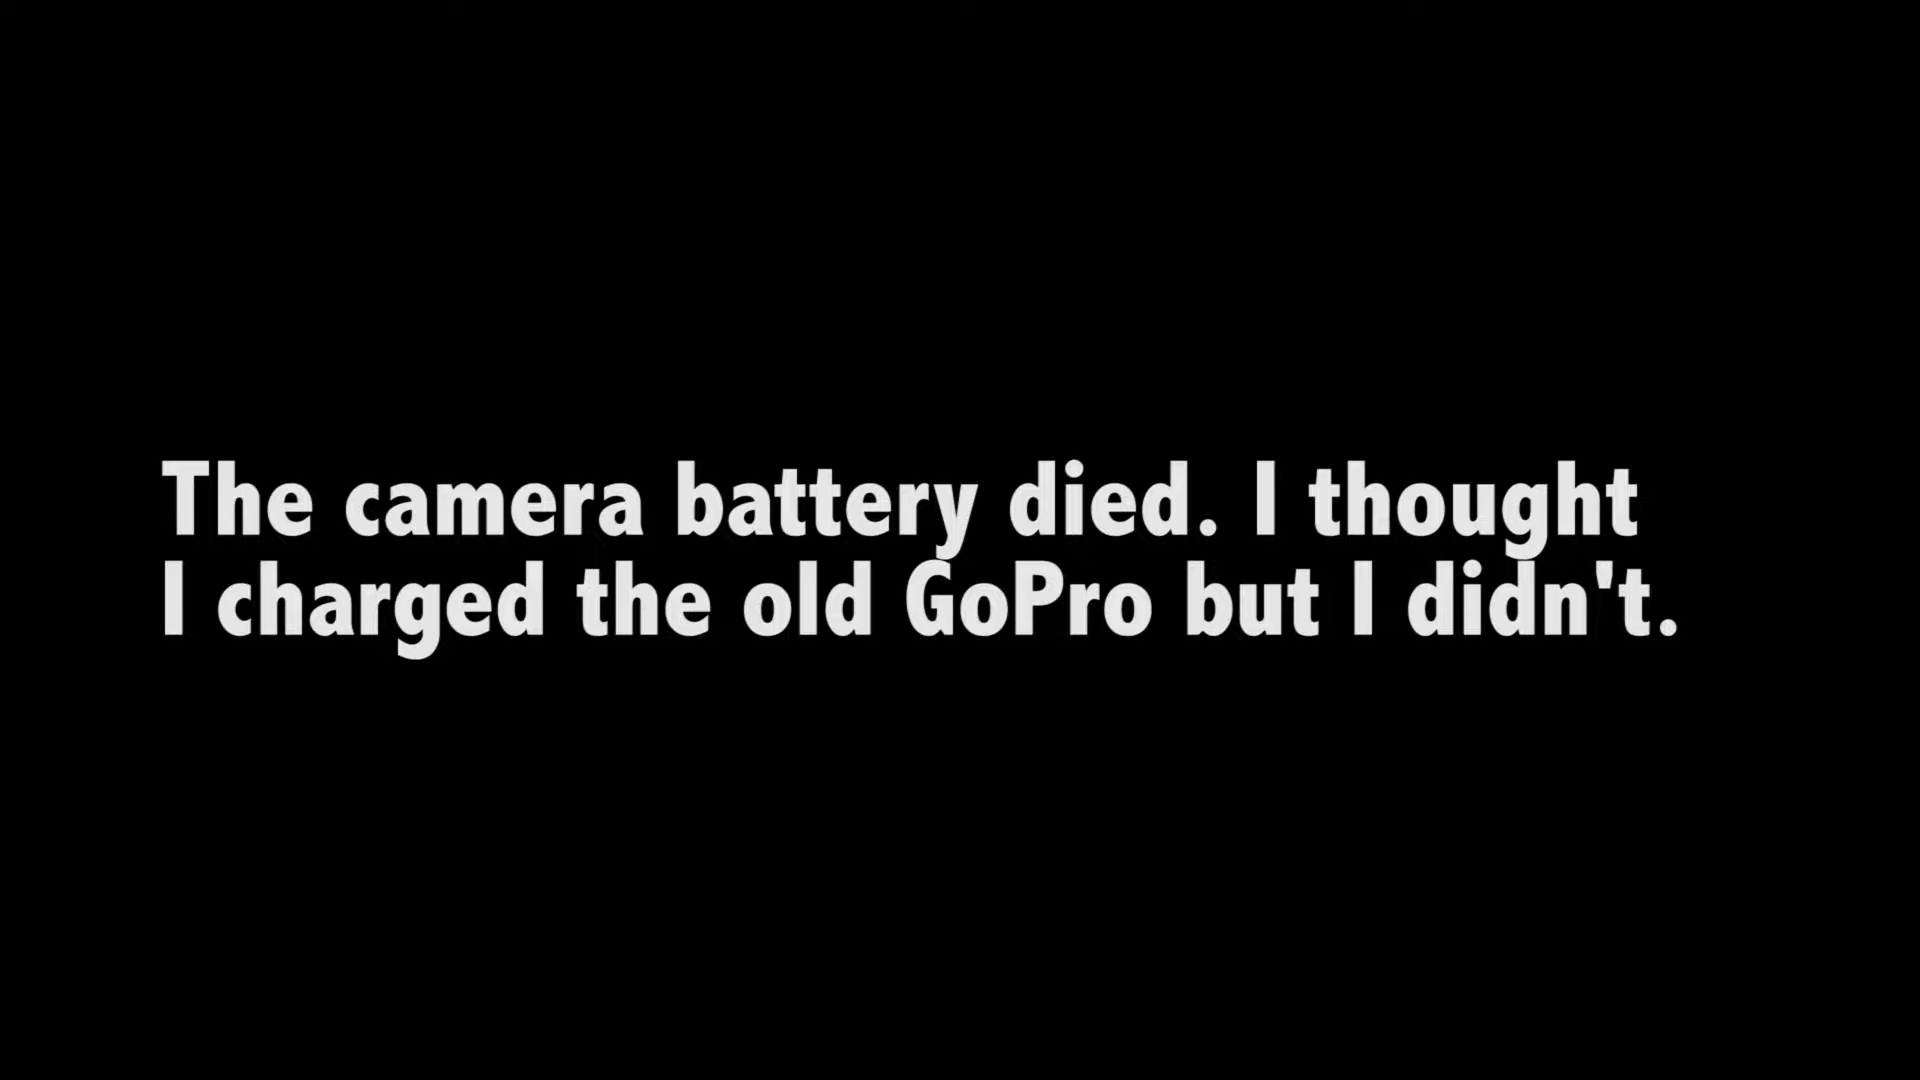 The camera battery died. I thought
I charged the old GoPro but I didn't.